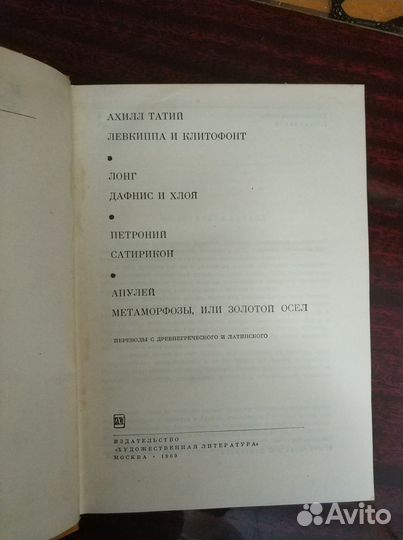 АХИЛЛ ТАТИЙ
ЛЕВКИППА И КЛИТОФОНТ
•
ЛОНГ
ДАФНИС И ХЛОЯ
•
ПЕТРОНИЙ
САТИРИКОН
•
АПУЛЕЙ
МЕТАМОРФОЗЫ, ИЛИ ЗОЛОТОЙ ОСЕЛ
ПЕРЕВОДЫ С ДРЕВНЕГРЕЧЕСКОГО И ЛАТИНСКОГО
ИЗДАТЕЛЬСТВО
«ХУДОЖЕСТВЕННАЯ ЛИТЕРАТУРА»
МОСКВА • 1969
Avito